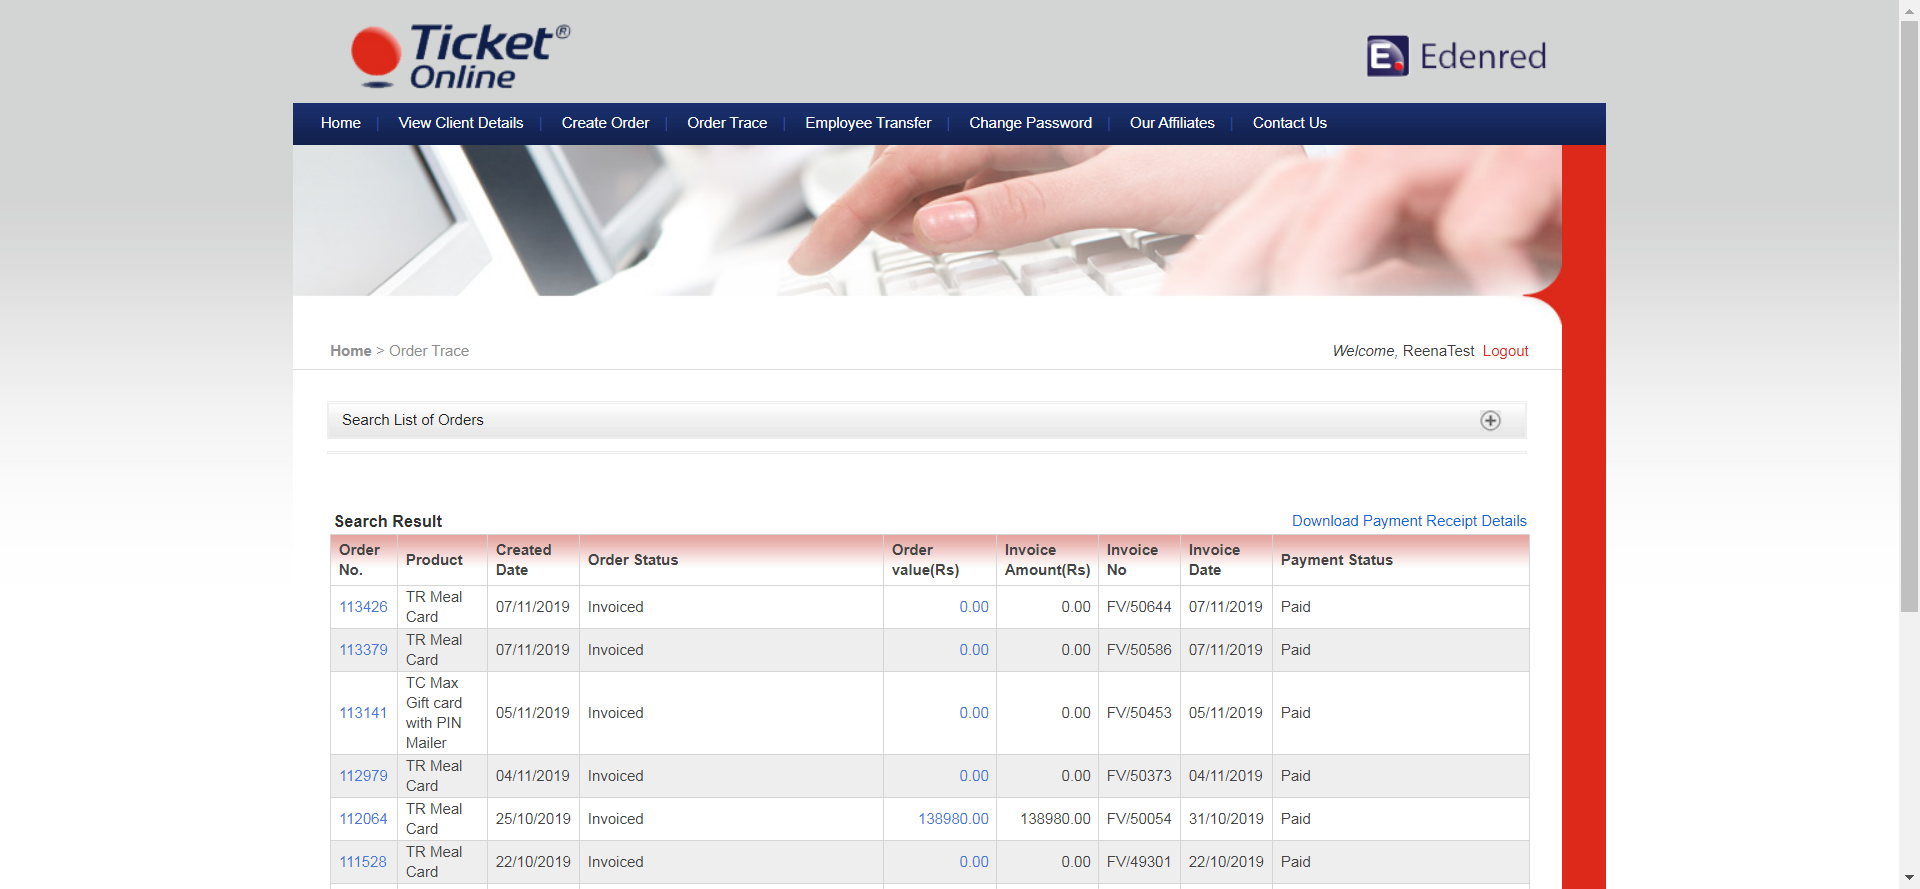 Ticket®
Online
E. Edenred
Home | View Client Details | Create Order | Order Trace | Employee Transfer | Change Password | Our Affiliates | Contact Us
Home > Order Trace
Welcome, ReenaTest Logout
Search List of Orders
Search Result
Download Payment Receipt Details
Order No. Product Created Date Order Status Order value(Rs) Invoice Amount(Rs) Invoice No Invoice Date Payment Status
113426 TR Meal Card 07/11/2019 Invoiced 0.00 0.00 FV/50644 07/11/2019 Paid
113379 TR Meal Card 07/11/2019 Invoiced 0.00 0.00 FV/50586 07/11/2019 Paid
113141 TC Max Gift card with PIN Mailer 05/11/2019 Invoiced 0.00 0.00 FV/50453 05/11/2019 Paid
112979 TR Meal Card 04/11/2019 Invoiced 0.00 0.00 FV/50373 04/11/2019 Paid
112064 TR Meal Card 25/10/2019 Invoiced 138980.00 138980.00 FV/50054 31/10/2019 Paid
111528 TR Meal Card 22/10/2019 Invoiced 0.00 0.00 FV/49301 22/10/2019 Paid